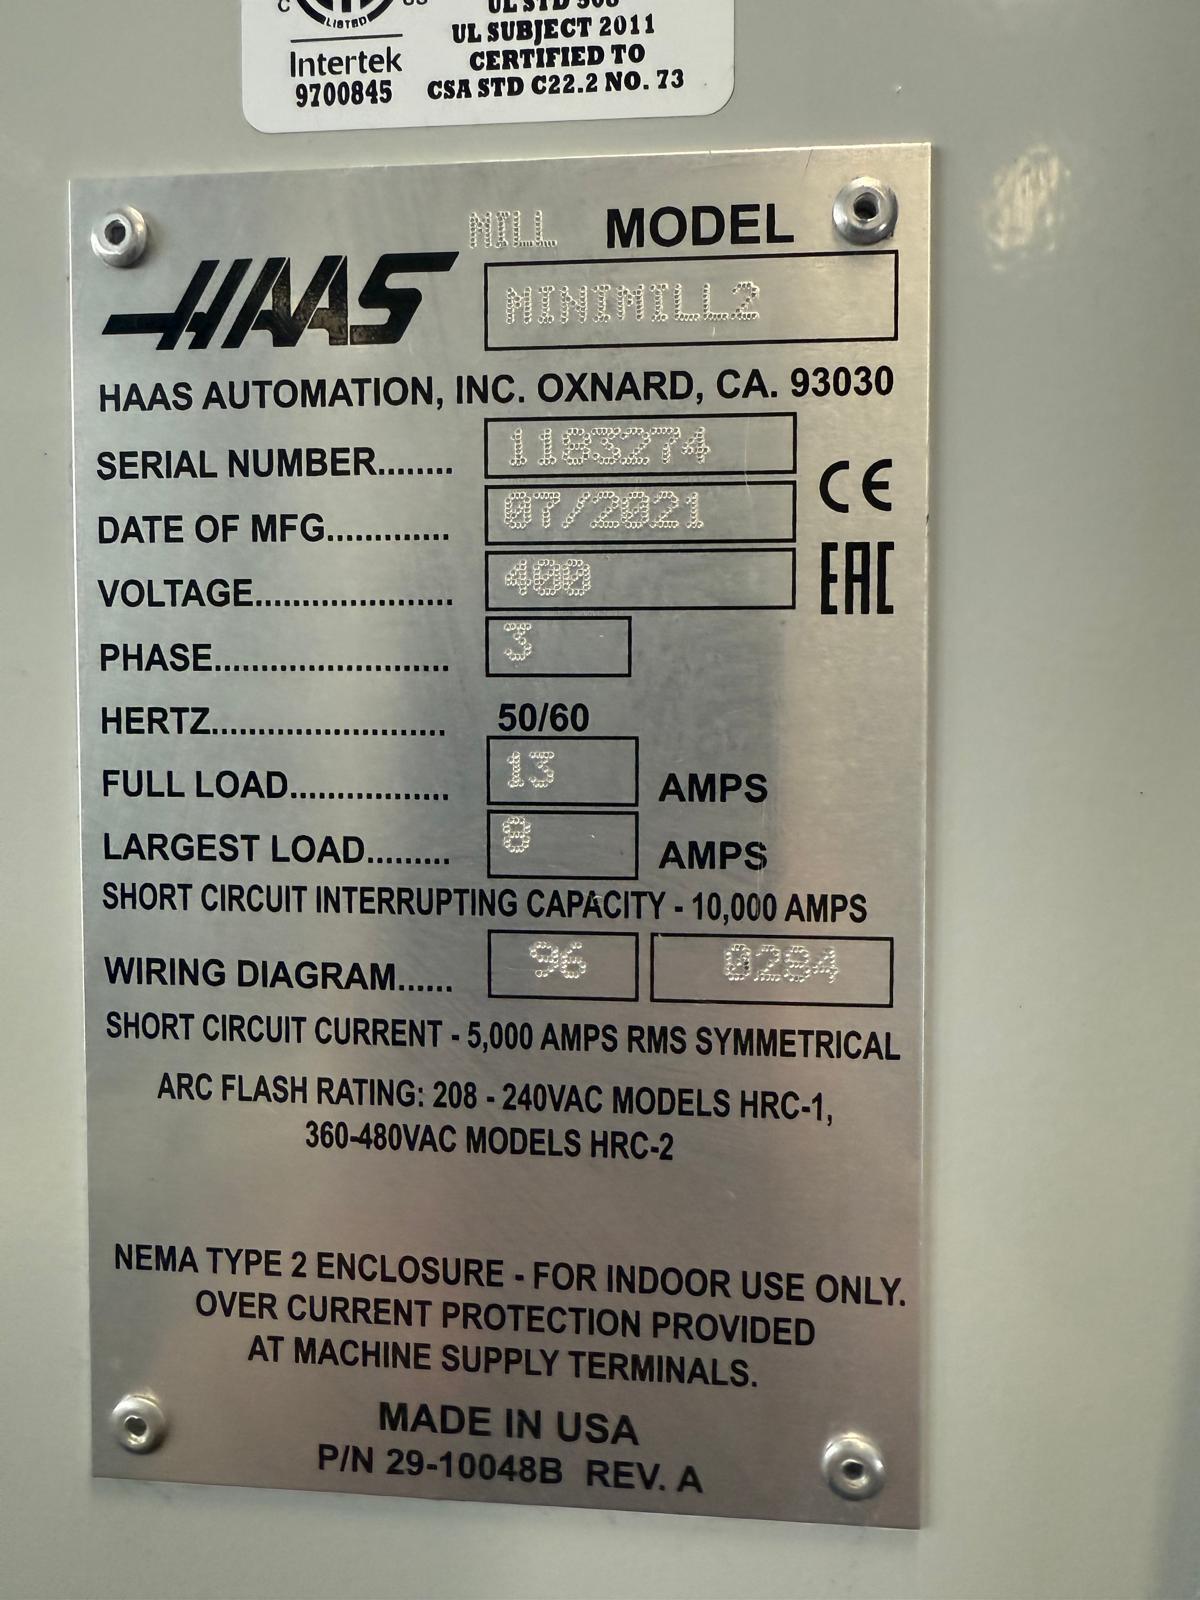 C US
LISTED
Intertek
9700845
UL STD 508
UL SUBJECT 2011
CERTIFIED TO
CSA STD C22.2 NO. 73
MILL MODEL
HAAS
MINIMILL2
HAAS AUTOMATION, INC. OXNARD, CA. 93030
SERIAL NUMBER........ 1183274
DATE OF MFG............. 07/2021
CE
VOLTAGE..................... 400
EAC
PHASE......................... 3
HERTZ......................... 50/60
FULL LOAD................. 13 AMPS
LARGEST LOAD......... 8 AMPS
SHORT CIRCUIT INTERRUPTING CAPACITY - 10,000 AMPS
WIRING DIAGRAM...... 96 0284
SHORT CIRCUIT CURRENT - 5,000 AMPS RMS SYMMETRICAL
ARC FLASH RATING: 208 - 240VAC MODELS HRC-1,
360-480VAC MODELS HRC-2
NEMA TYPE 2 ENCLOSURE - FOR INDOOR USE ONLY.
OVER CURRENT PROTECTION PROVIDED
AT MACHINE SUPPLY TERMINALS.
MADE IN USA
P/N 29-10048B REV. A